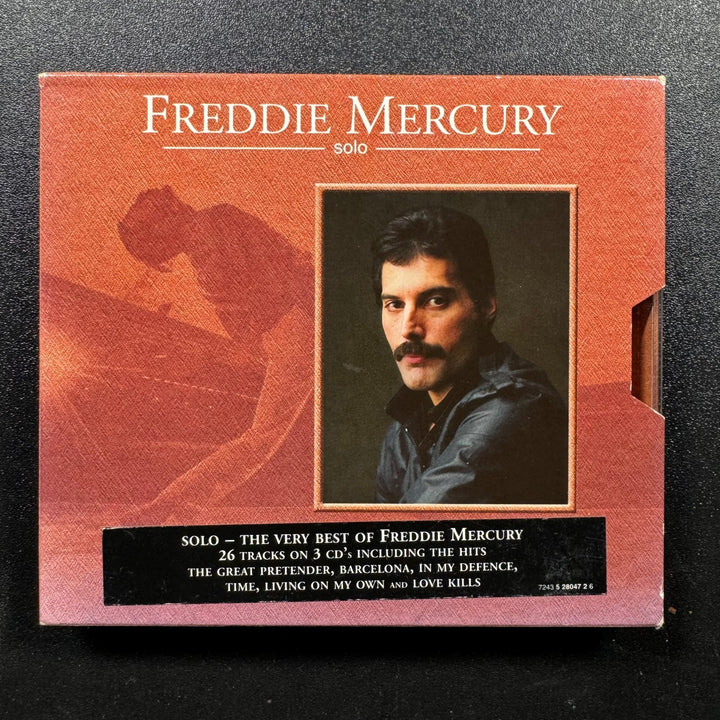 FREDDIE MERCURY
solo
SOLO – THE VERY BEST OF FREDDIE MERCURY
26 TRACKS ON 3 CD's INCLUDING THE HITS
THE GREAT PRETENDER, BARCELONA, IN MY DEFENCE,
TIME, LIVING ON MY OWN AND LOVE KILLS
7243 5 28047 2 6